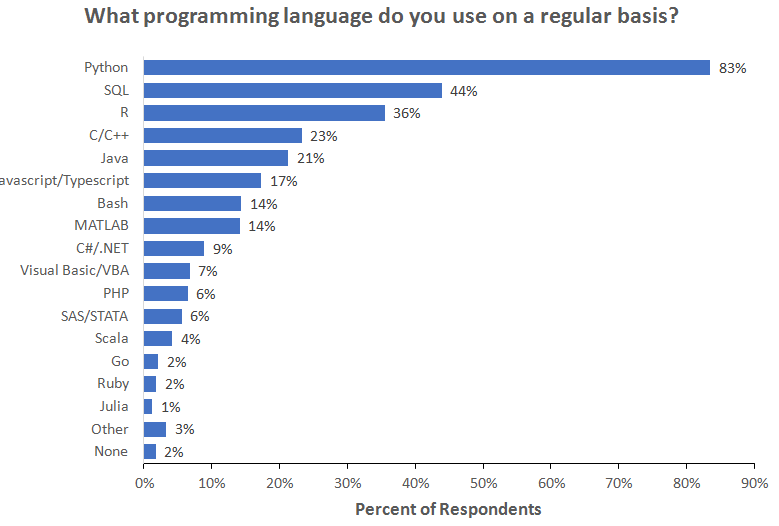 What programming language do you use on a regular basis?
Python 83%
SQL 44%
R 36%
C/C++ 23%
Java 21%
avascript/Typescript 17%
Bash 14%
MATLAB 14%
C#/.NET 9%
Visual Basic/VBA 7%
PHP 6%
SAS/STATA 6%
Scala 4%
Go 2%
Ruby 2%
Julia 1%
Other 3%
None 2%
0% 10% 20% 30% 40% 50% 60% 70% 80% 90%
Percent of Respondents